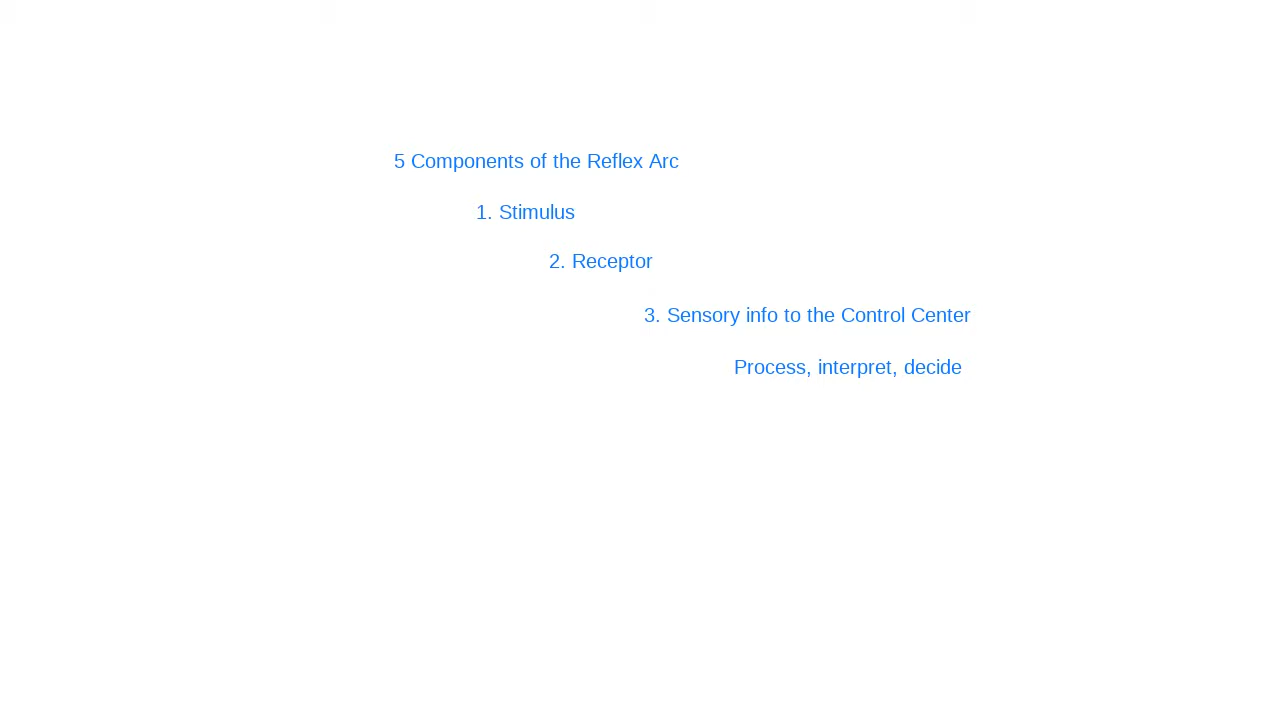 5 Components of the Reflex Arc
1. Stimulus
2. Receptor
3. Sensory info to the Control Center
Process, interpret, decide